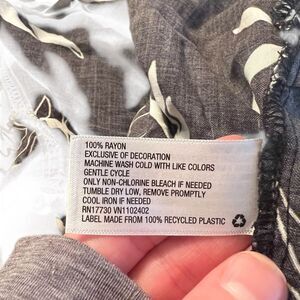 100% RAYON
EXCLUSIVE OF DECORATION
MACHINE WASH COLD WITH LIKE COLORS
GENTLE CYCLE
ONLY NON-CHLORINE BLEACH IF NEEDED
TUMBLE DRY LOW, REMOVE PROMPTLY
COOL IRON IF NEEDED
RN17730 VN1102402
LABEL MADE FROM 100% RECYCLED PLASTIC